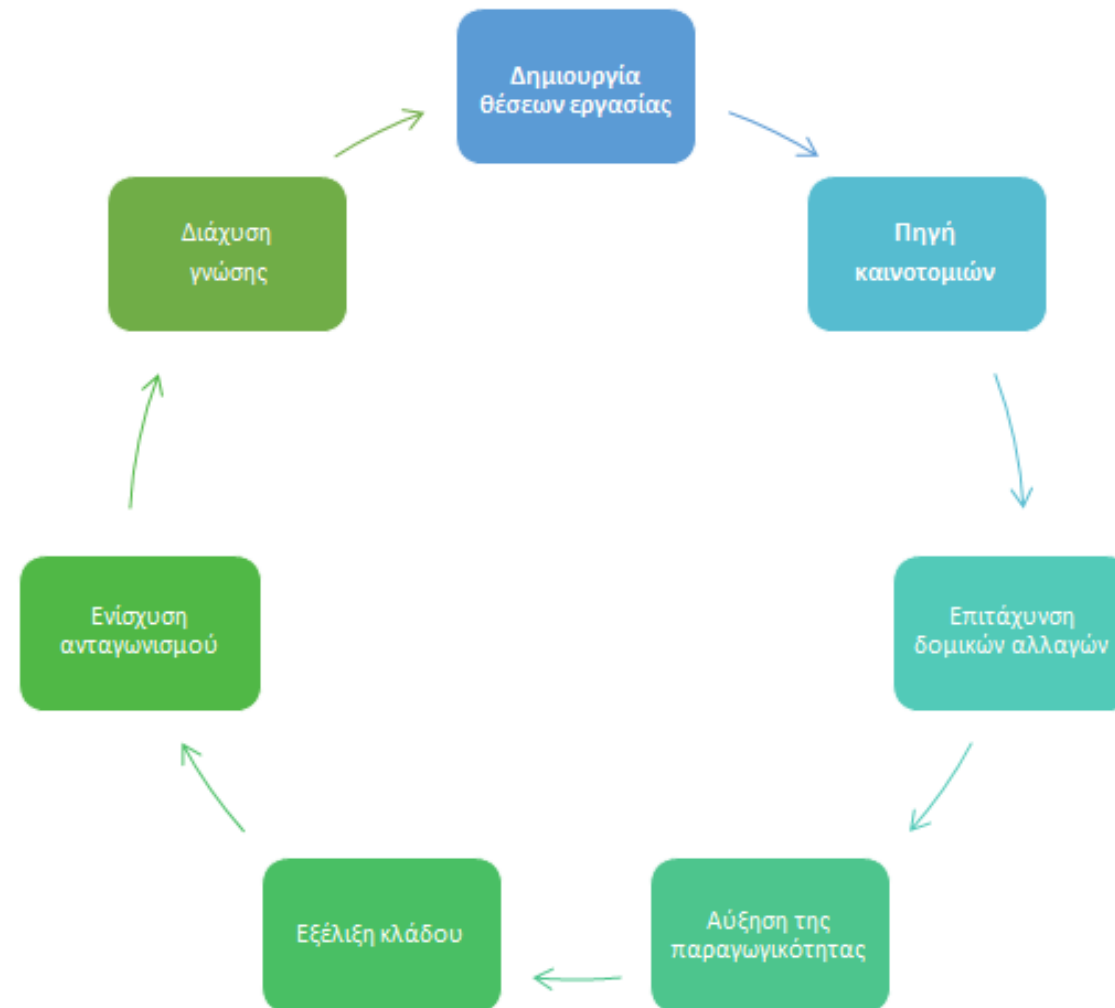 Δημιουργία
θέσεων εργασίας
Πηγή
καινοτομιών
Επιτάχυνση
δομικών αλλαγών
Αύξηση της
παραγωγικότητας
Εξέλιξη κλάδου
Ενίσχυση
ανταγωνισμού
Διάχυση
γνώσης